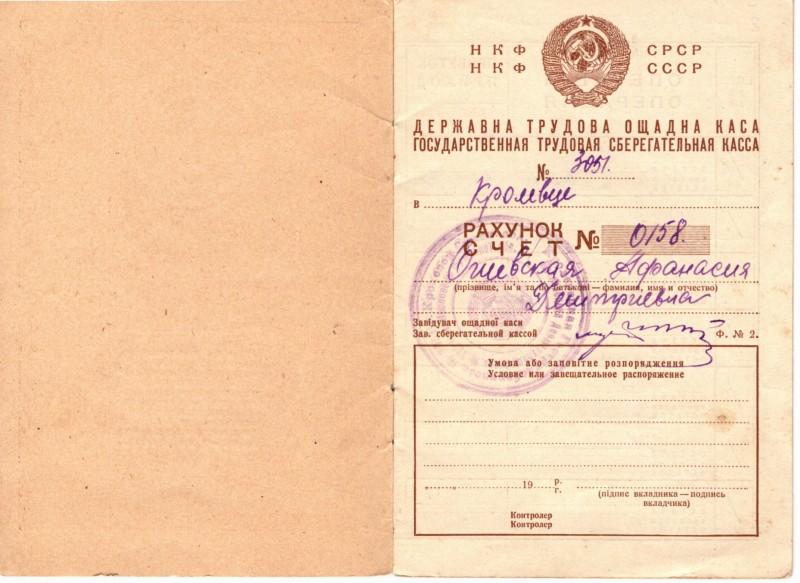 НКФ СРСР
НКФ СССР
ДЕРЖАВНА ТРУДОВА ОЩАДНА КАСА
ГОСУДАРСТВЕННАЯ ТРУДОВАЯ СБЕРЕГАТЕЛЬНАЯ КАССА
№ 3051.
в Кролевце
РАХУНОК
СЧЕТ № 0158.
Огиевская Афанасия
(прізвище, ім'я та по батькові — фамилия, имя и отчество)
Дмитриевна
Завідувач ощадної каси
Зав. сберегательной кассой Ф. № 2.
Умова або заповітне розпорядження
Условие или завещательное распоряжение
„ „ 19 р.
г.
(підпис вкладника — подпись
вкладчика)
Контролер
Контролер